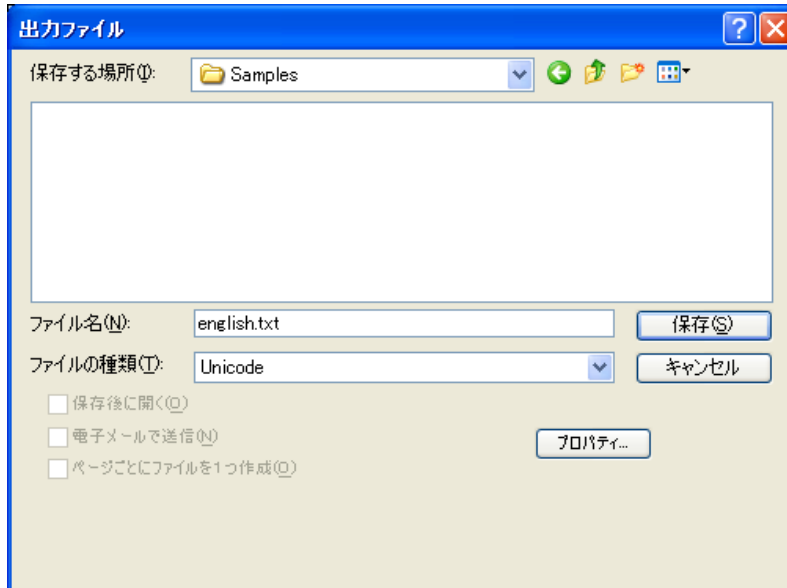 出力ファイル
保存する場所(I):
Samples
ファイル名(N):
english.txt
保存(S)
ファイルの種類(T):
Unicode
キャンセル
保存後に開く(O)
電子メールで送信(N)
プロパティ...
ページごとにファイルを1つ作成(O)